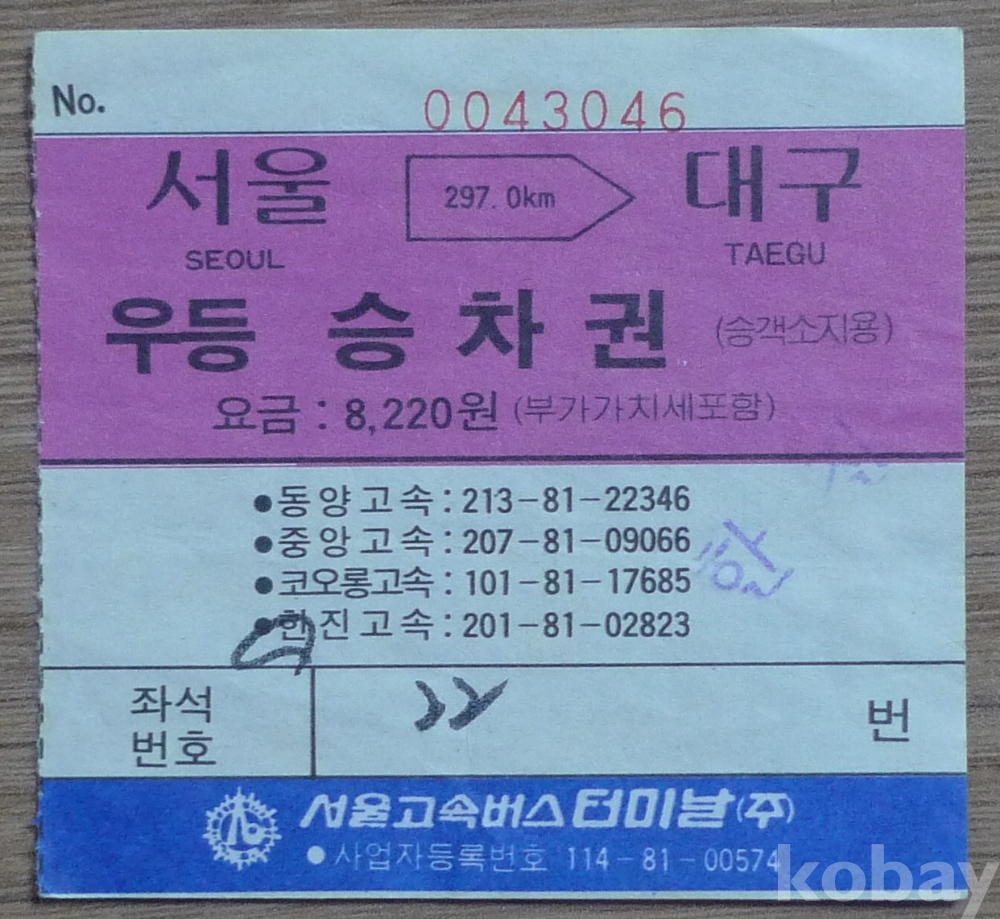 No. 0043046
서울 297.0km 대구
SEOUL TAEGU
우등 승차권 (승객소지용)
요금 : 8,220원 (부가가치세포함)
●동양고속 : 213-81-22346
●중앙고속 : 207-81-09066
●코오롱고속 : 101-81-17685
●한진고속 : 201-81-02823
좌석
번호 22 번
서울고속버스터미날(주)
●사업자등록번호 114-81-00574
kobay